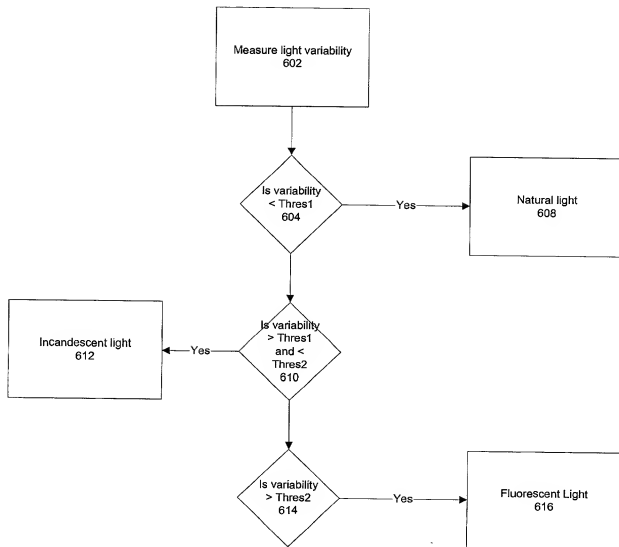 Measure light variability
602
Is variability
< Thres1
604
Yes
Natural light
608
Is variability
> Thres1
and <
Thres2
610
Yes
Incandescent light
612
Is variability
> Thres2
614
Yes
Fluorescent Light
616